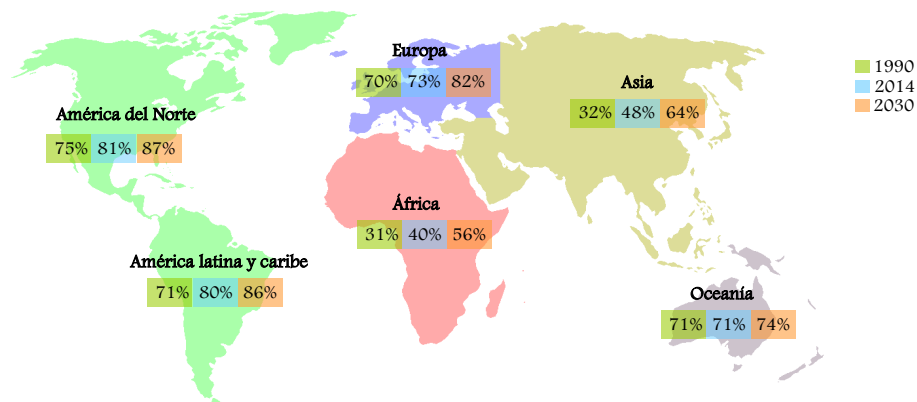 Europa
70% 73% 82%
Asia
32% 48% 64%
1990
2014
2030
América del Norte
75% 81% 87%
África
31% 40% 56%
América latina y caribe
71% 80% 86%
Oceanía
71% 71% 74%